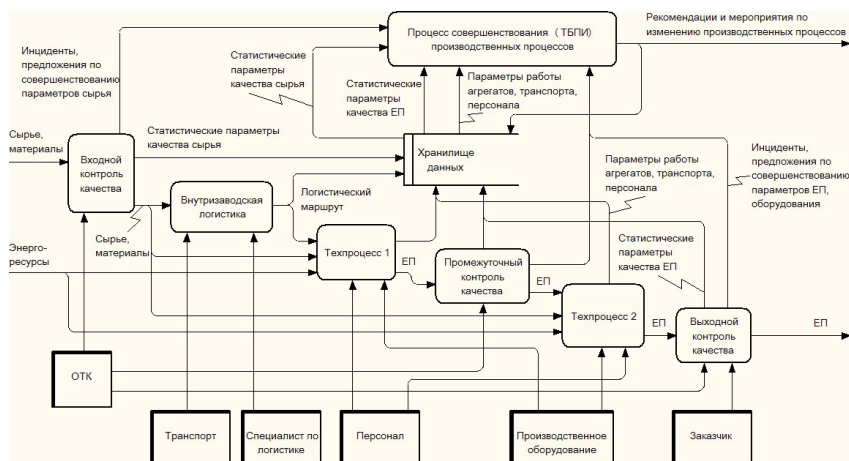 Процесс совершенствования (ТБПИ)
производственных процессов
Рекомендации и мероприятия по
изменению производственных процессов
Инциденты,
предложения по
совершенствованию
параметров сырья
Статистические
параметры
качества сырья
Статистические
параметры
качества ЕП
Параметры работы
агрегатов, транспорта,
персонала
Сырье,
материалы
Входной
контроль
качества
Статистические параметры
качества сырья
Хранилище
данных
Параметры работы
агрегатов, транспорта,
персонала
Инциденты,
предложения по
совершенствованию
параметров ЕП,
оборудования
Внутризаводская
логистика
Логистический
маршрут
Сырье,
материалы
Энерго-
ресурсы
Техпроцесс 1
ЕП
Промежуточный
контроль
качества
ЕП
Статистические
параметры
качества ЕП
Техпроцесс 2
ЕП
Выходной
контроль
качества
ЕП
ОТК
Транспорт
Специалист по
логистике
Персонал
Производственное
оборудование
Заказчик